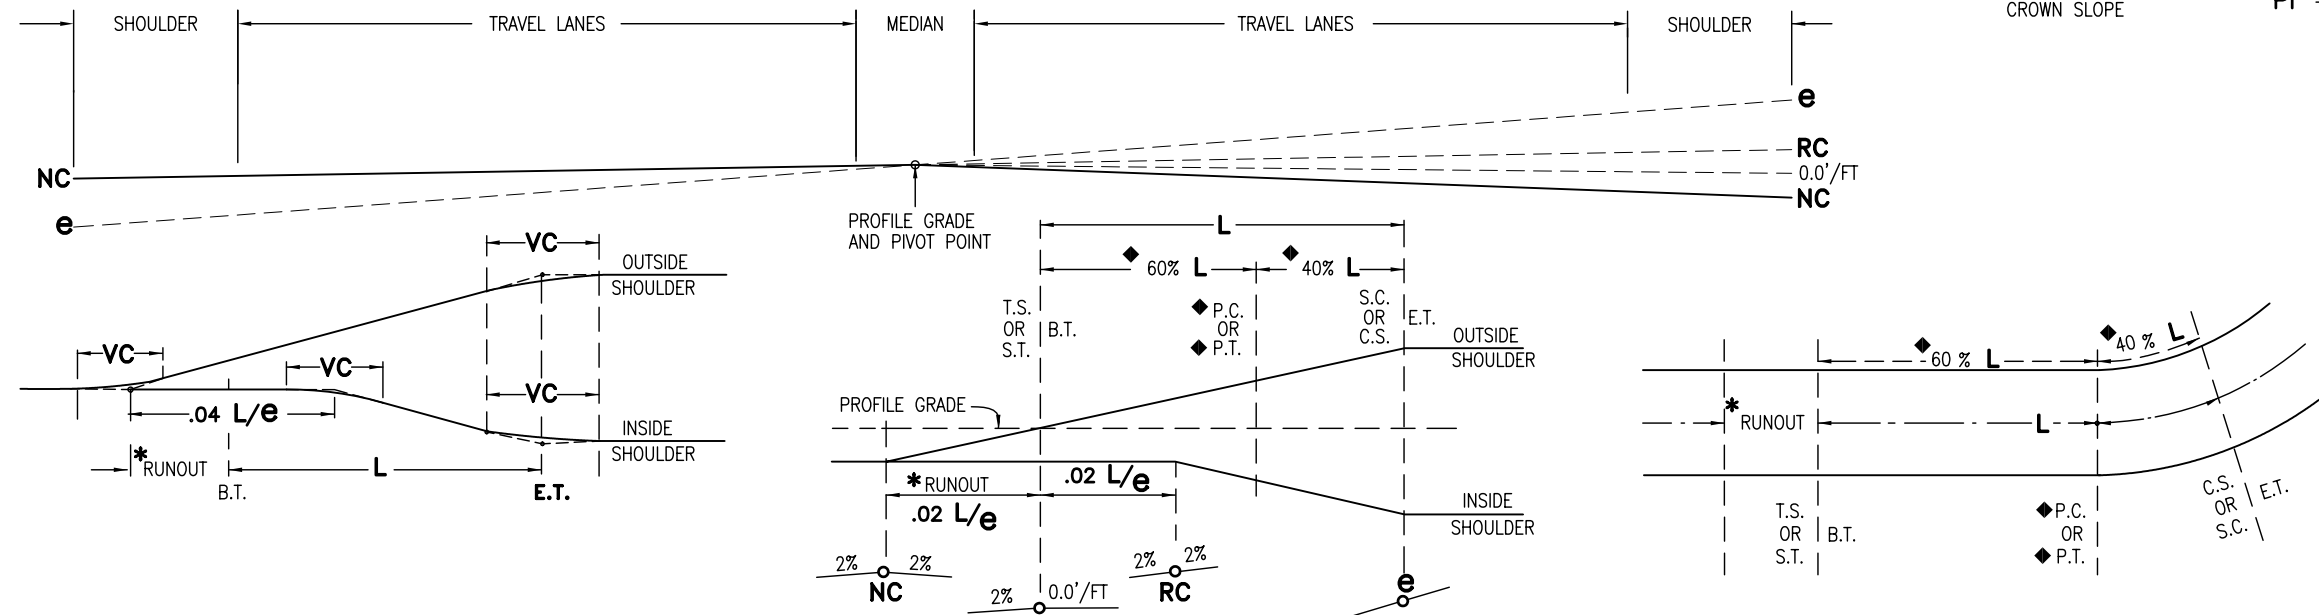 SHOULDER
TRAVEL LANES
MEDIAN
TRAVEL LANES
SHOULDER
CROWN SLOPE
e
RC
0.0'/FT
NC
NC
e
PROFILE GRADE
AND PIVOT POINT
VC
OUTSIDE
SHOULDER
VC
VC
VC
.04 L/e
INSIDE
SHOULDER
*RUNOUT
L
B.T.
E.T.
L
◆ 60% L
◆ 40% L
T.S.
OR
S.T.
B.T.
◆ P.C.
OR
◆ P.T.
S.C.
OR
C.S.
E.T.
OUTSIDE
SHOULDER
PROFILE GRADE
*RUNOUT
.02 L/e
.02 L/e
INSIDE
SHOULDER
2% 2%
NC
2% 0.0'/FT
2% 2%
RC
e
◆ 60 % L
◆ 40 % L
*RUNOUT
L
T.S.
OR
S.T.
B.T.
◆ P.C.
OR
◆ P.T.
C.S.
OR
S.C.
E.T.